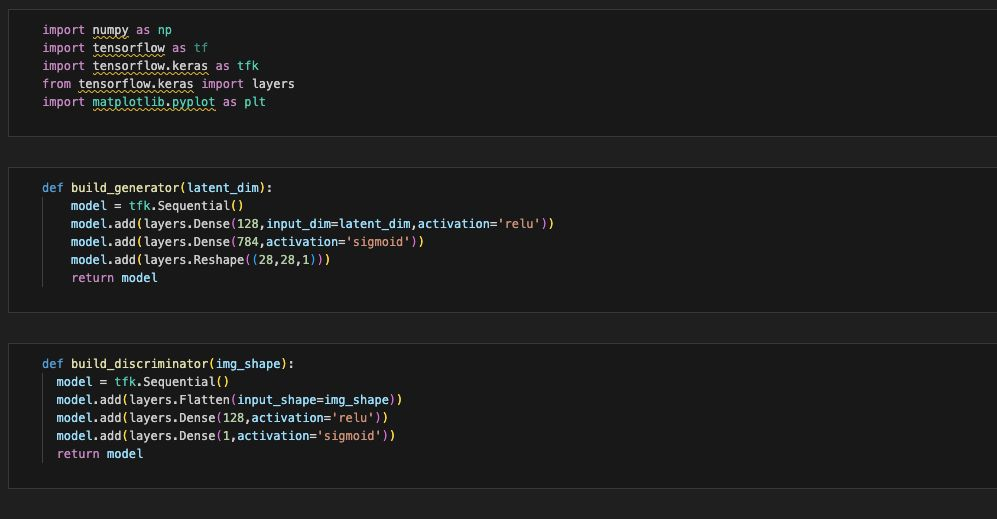 import numpy as np
import tensorflow as tf
import tensorflow.keras as tfk
from tensorflow.keras import layers
import matplotlib.pyplot as plt
def build_generator(latent_dim):
    model = tfk.Sequential()
    model.add(layers.Dense(128,input_dim=latent_dim,activation='relu'))
    model.add(layers.Dense(784,activation='sigmoid'))
    model.add(layers.Reshape((28,28,1)))
    return model
def build_discriminator(img_shape):
  model = tfk.Sequential()
  model.add(layers.Flatten(input_shape=img_shape))
  model.add(layers.Dense(128,activation='relu'))
  model.add(layers.Dense(1,activation='sigmoid'))
  return model